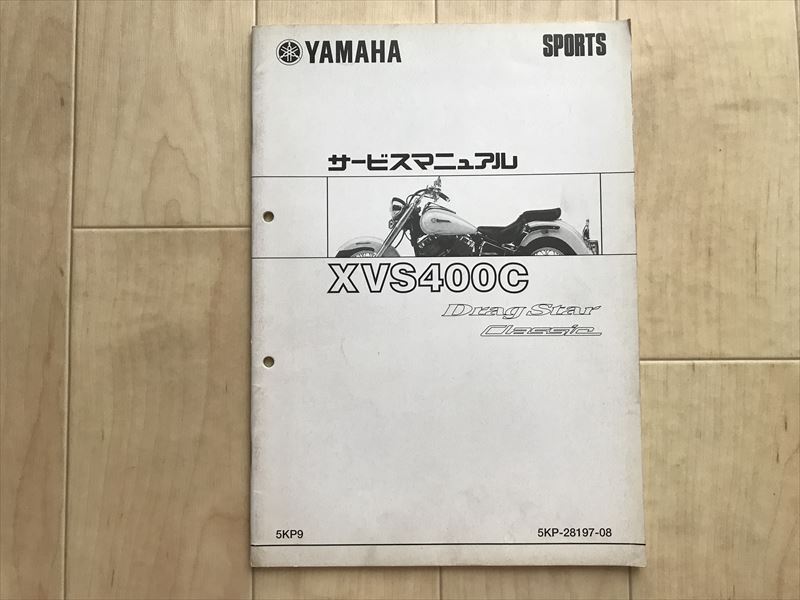 YAMAHA SPORTS
サービスマニュアル
XVS400C
Drag Star
Classic
5KP9 5KP-28197-08